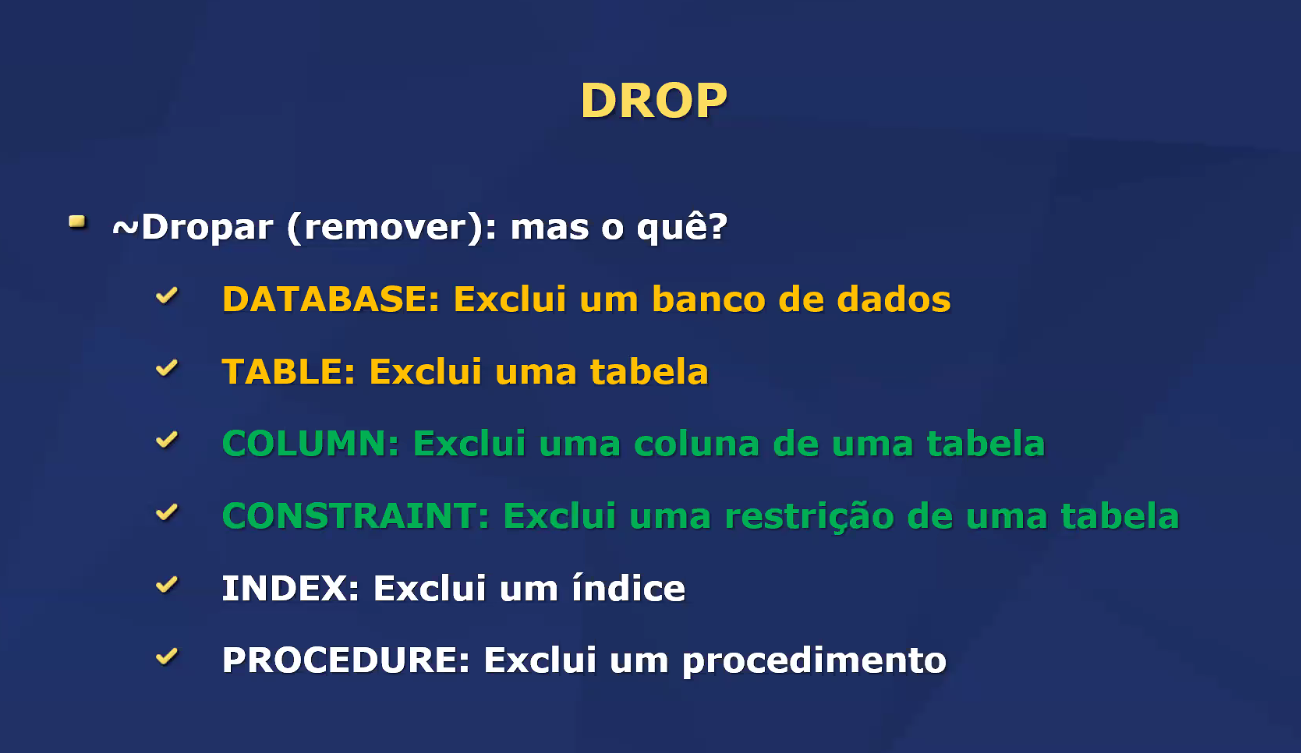 DROP
~Dropar (remover): mas o quê?
DATABASE: Exclui um banco de dados
TABLE: Exclui uma tabela
COLUMN: Exclui uma coluna de uma tabela
CONSTRAINT: Exclui uma restrição de uma tabela
INDEX: Exclui um índice
PROCEDURE: Exclui um procedimento